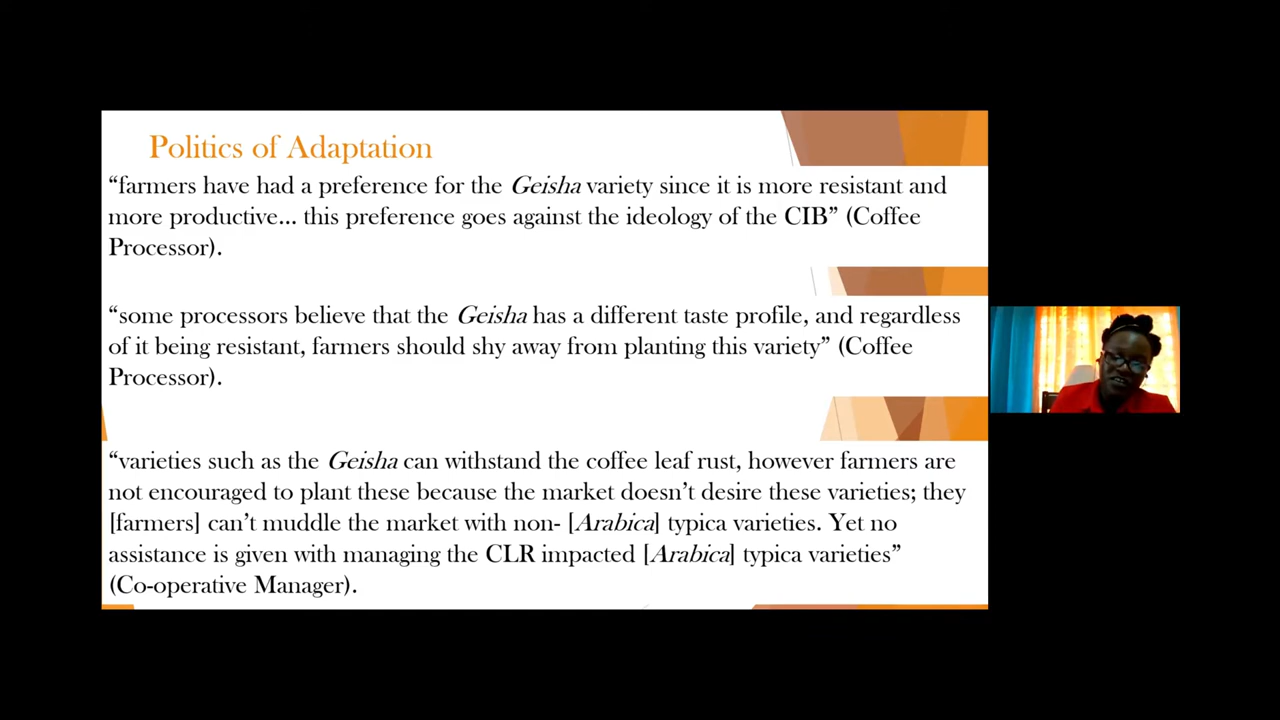 Politics of Adaptation
“farmers have had a preference for the Geisha variety since it is more resistant and
more productive... this preference goes against the ideology of the CIB” (Coffee
Processor).
“some processors believe that the Geisha has a different taste profile, and regardless
of it being resistant, farmers should shy away from planting this variety” (Coffee
Processor).
“varieties such as the Geisha can withstand the coffee leaf rust, however farmers are
not encouraged to plant these because the market doesn’t desire these varieties; they
[farmers] can’t muddle the market with non- [Arabica] typica varieties. Yet no
assistance is given with managing the CLR impacted [Arabica] typica varieties”
(Co-operative Manager).